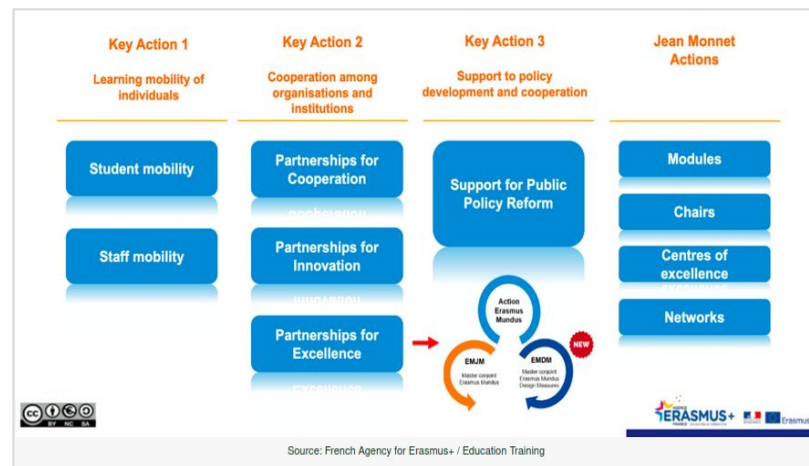 Key Action 1
Learning mobility of
individuals
Student mobility
Staff mobility
Key Action 2
Cooperation among
organisations and
institutions
Partnerships for
Cooperation
Partnerships for
Innovation
Partnerships for
Excellence
Key Action 3
Support to policy
development and cooperation
Support for Public
Policy Reform
Action
Erasmus
Mundus
EMJM
Master conjoint
Erasmus Mundus
EMDM
Master conjoint
Erasmus Mundus
Design Measures
NEW
Jean Monnet
Actions
Modules
Chairs
Centres of
excellence
Networks
cc
BY NC SA
AGENCE
ERASMUS+
Erasmus
Source: French Agency for Erasmus+ / Education Training